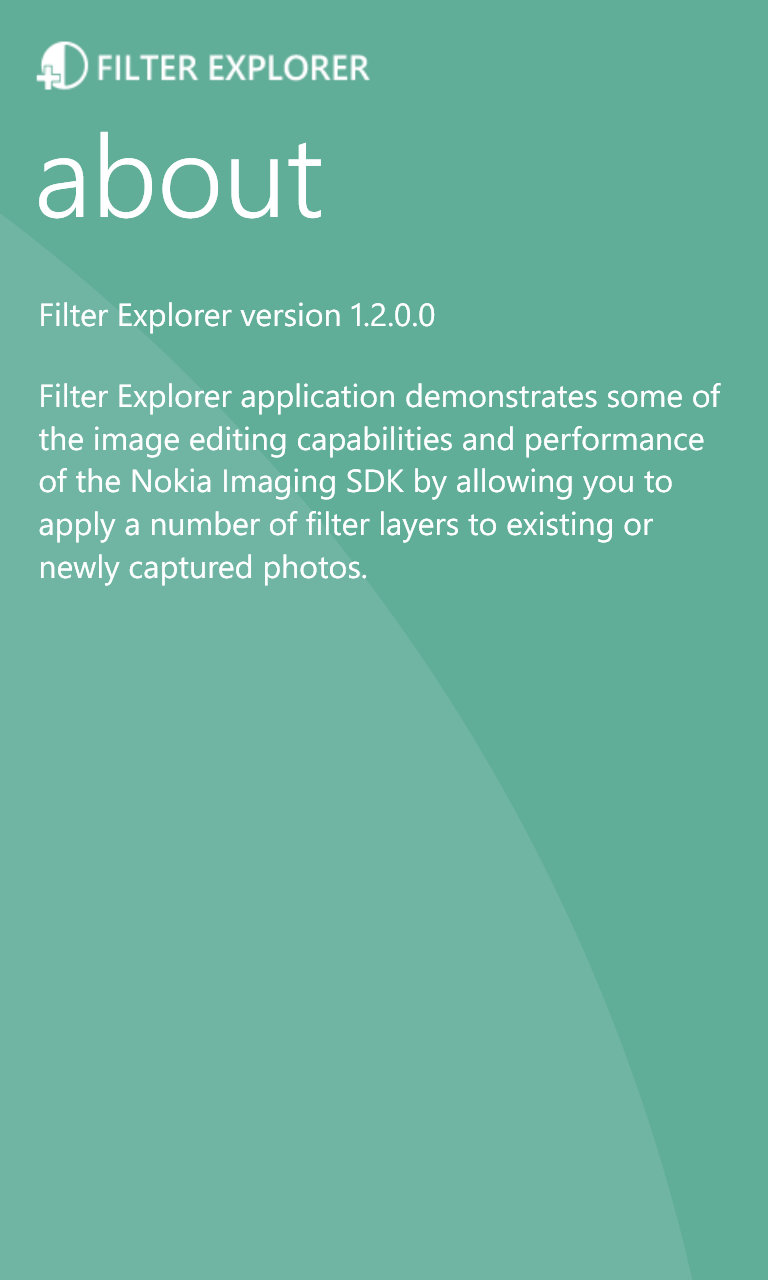 FILTER EXPLORER
about
Filter Explorer version 1.2.0.0
Filter Explorer application demonstrates some of
the image editing capabilities and performance
of the Nokia Imaging SDK by allowing you to
apply a number of filter layers to existing or
newly captured photos.